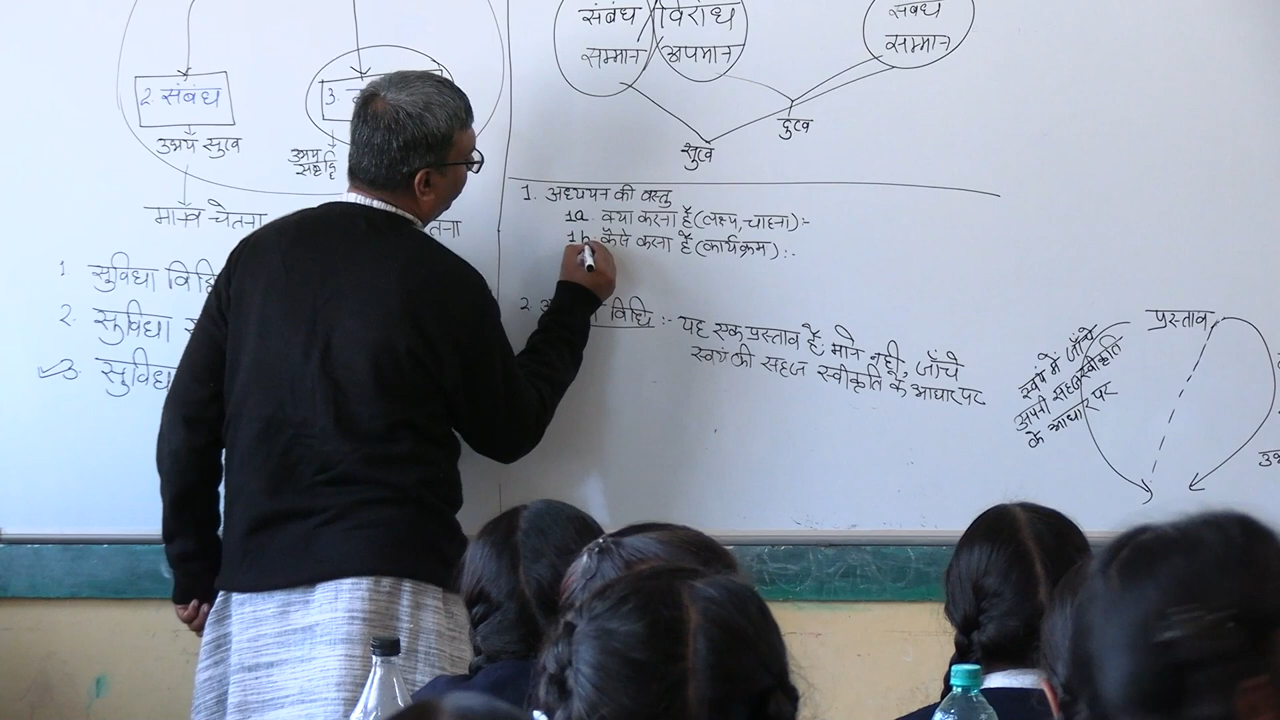 2. संबंध
उभय सुख
3.
उभय
समृद्धि
मानव चेतना
तना
1 सुविधा
2. सुविधा
3. सुविधा
संबंध
सम्मान
विरोध
अपमान
संबंध
सम्मान
सुख
दुख
1. अध्ययन की वस्तु
1a. क्या करना है (लक्ष्य, चाहना) :-
1b. कैसे करना है (कार्यक्रम) :-
2. विधि :- यह एक प्रस्ताव है, माने नहीं, जाँचे
स्वयं की सहज स्वीकृति के आधार पर
प्रस्ताव
स्वयं में जाँचे
अपनी सहज स्वीकृति
के आधार पर